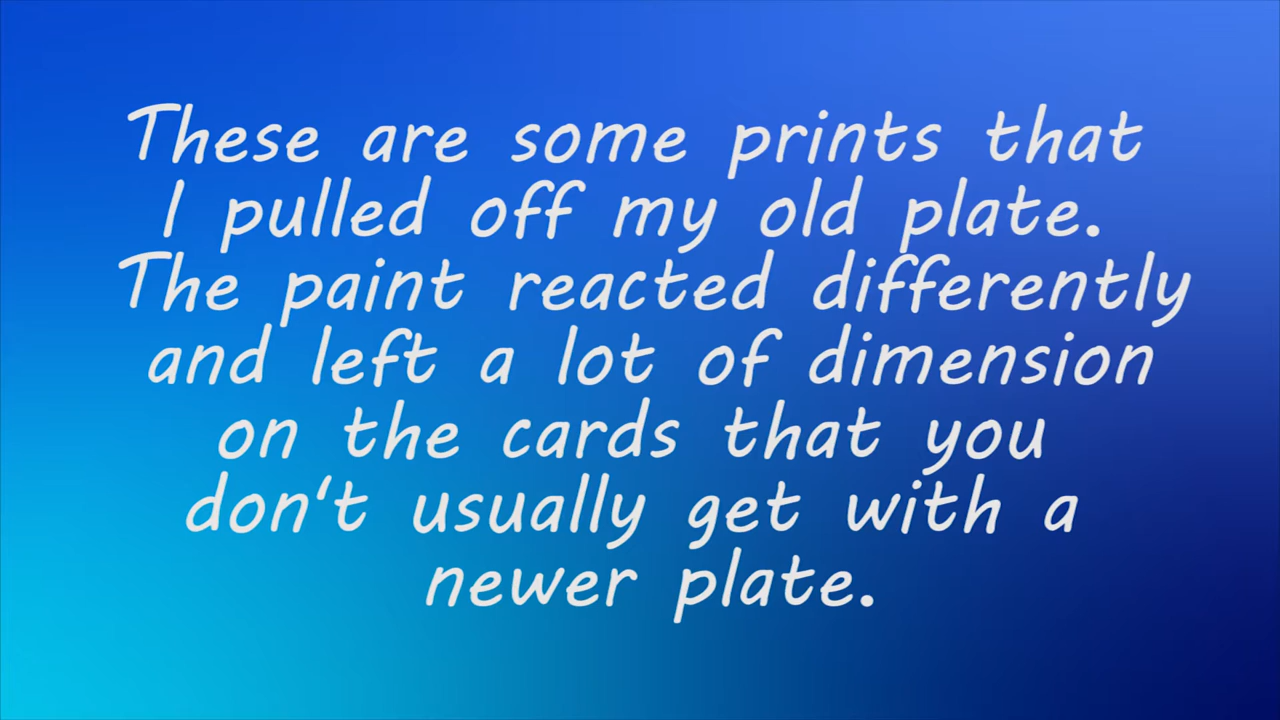 These are some prints that
I pulled off my old plate.
The paint reacted differently
and left a lot of dimension
on the cards that you
don't usually get with a
newer plate.